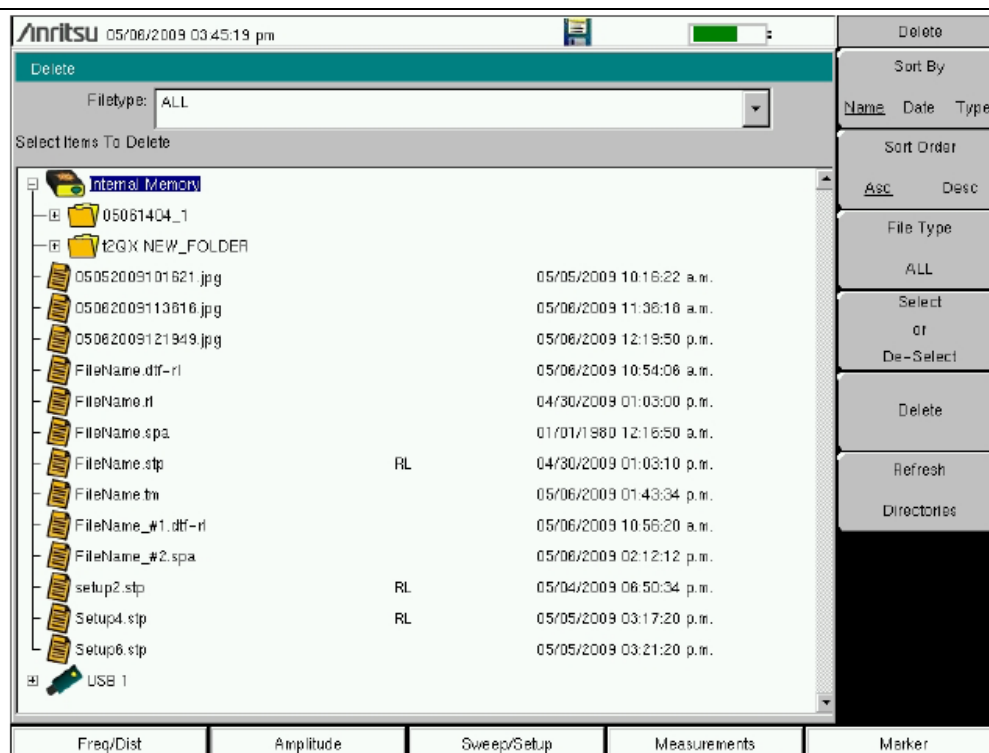 Anritsu 05/06/2009 03:45:19 pm
Delete
Filetype: ALL
Select Items To Delete
Internal Memory
05061404_1
t2GX NEW_FOLDER
05052009101621.jpg 05/05/2009 10:16:22 a.m.
05062009113616.jpg 05/06/2009 11:36:18 a.m.
05062009121949.jpg 05/06/2009 12:19:50 p.m.
FileName.dtf-rl 05/06/2009 10:54:06 a.m.
FileName.rl 04/30/2009 01:03:00 p.m.
FileName.spa 01/01/1980 12:16:50 a.m.
FileName.stp RL 04/30/2009 01:03:10 p.m.
FileName.tm 05/06/2009 01:43:34 p.m.
FileName_#1.dtf-rl 05/06/2009 10:56:20 a.m.
FileName_#2.spa 05/06/2009 02:12:12 p.m.
setup2.stp RL 05/04/2009 06:50:34 p.m.
Setup4.stp RL 05/05/2009 03:17:20 p.m.
Setup6.stp 05/05/2009 03:21:20 p.m.
USB 1
Delete
Sort By
Name Date Type
Sort Order
Asc Desc
File Type
ALL
Select
or
De-Select
Delete
Refresh
Directories
Freq/Dist Amplitude Sweep/Setup Measurements Marker